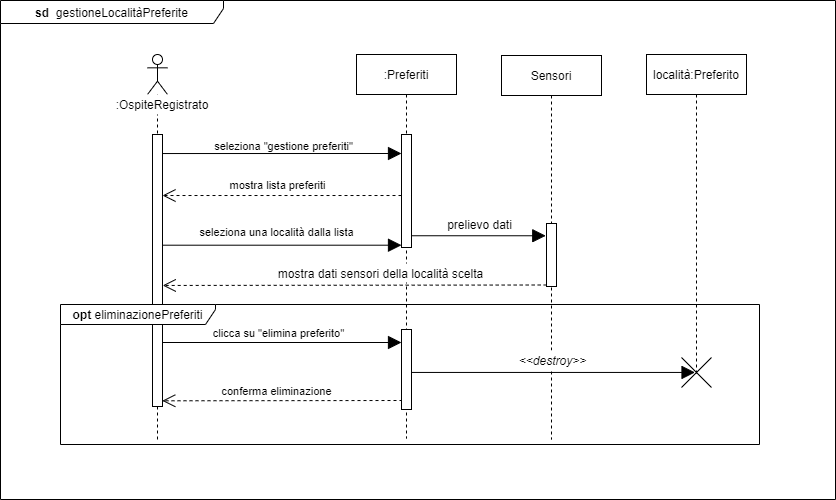 sd gestioneLocalitàPreferite
:OspiteRegistrato
:Preferiti
Sensori
località:Preferito
seleziona "gestione preferiti"
mostra lista preferiti
seleziona una località dalla lista
prelievo dati
mostra dati sensori della località scelta
opt eliminazionePreferiti
clicca su "elimina preferito"
<<destroy>>
conferma eliminazione